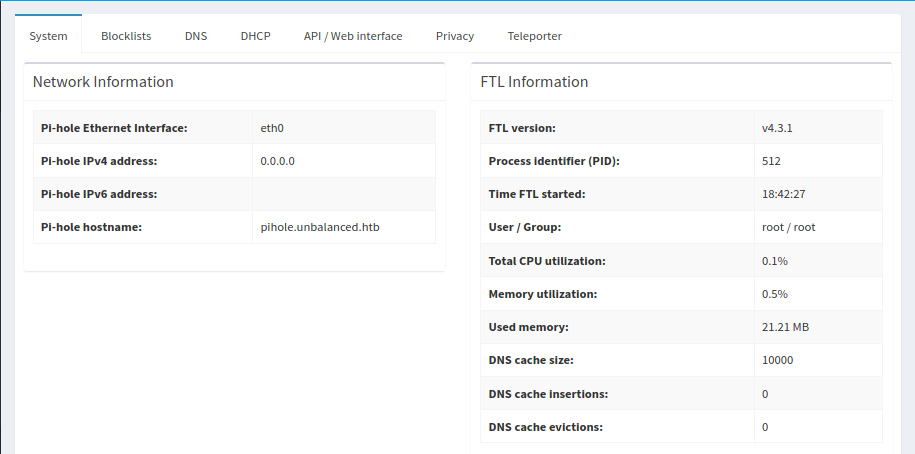 System Blocklists DNS DHCP API / Web interface Privacy Teleporter
Network Information
Pi-hole Ethernet Interface: eth0
Pi-hole IPv4 address: 0.0.0.0
Pi-hole IPv6 address:
Pi-hole hostname: pihole.unbalanced.htb
FTL Information
FTL version: v4.3.1
Process identifier (PID): 512
Time FTL started: 18:42:27
User / Group: root / root
Total CPU utilization: 0.1%
Memory utilization: 0.5%
Used memory: 21.21 MB
DNS cache size: 10000
DNS cache insertions: 0
DNS cache evictions: 0